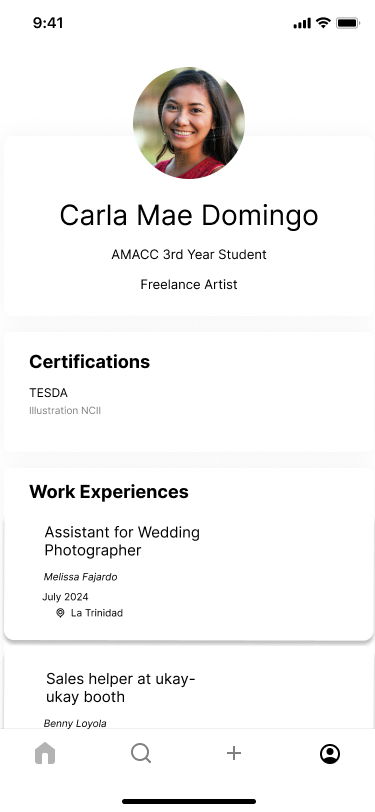 9:41
Carla Mae Domingo
AMACC 3rd Year Student
Freelance Artist
Certifications
TESDA
Illustration NCII
Work Experiences
Assistant for Wedding
Photographer
Melissa Fajardo
July 2024
La Trinidad
Sales helper at ukay-
ukay booth
Benny Loyola